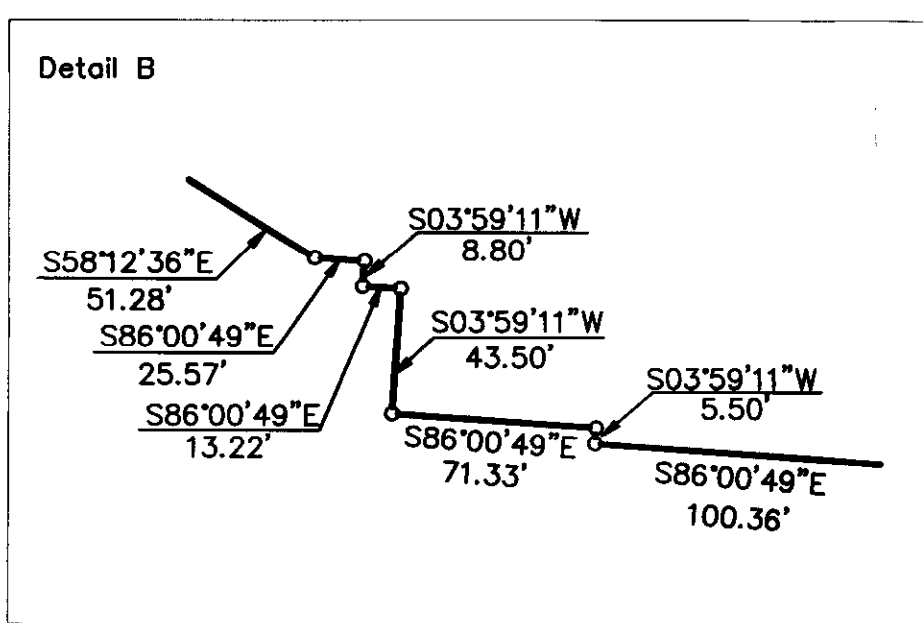 Detail B
S03°59'11"W
8.80'
S58°12'36"E
51.28'
S86°00'49"E
25.57'
S03°59'11"W
43.50'
S86°00'49"E
13.22'
S03°59'11"W
5.50'
S86°00'49"E
71.33'
S86°00'49"E
100.36'